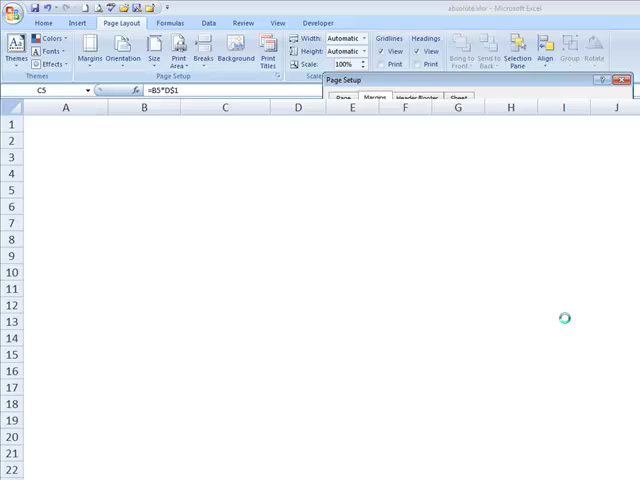 absolute.xlsx - Microsoft Excel
Home Insert Page Layout Formulas Data Review View Developer
Themes Colors Fonts Effects Themes
Margins Orientation Size Print Area Breaks Background Print Titles Page Setup
Width: Automatic
Height: Automatic
Scale: 100%
Gridlines View Print
Headings View Print
Bring to Front Send to Back Selection Pane Align Group Rotate
Page Setup
Page Margins Header/Footer Sheet
C5 fx =B5*D$1
A B C D E F G H I J
1
2
3
4
5
6
7
8
9
10
11
12
13
14
15
16
17
18
19
20
21
22